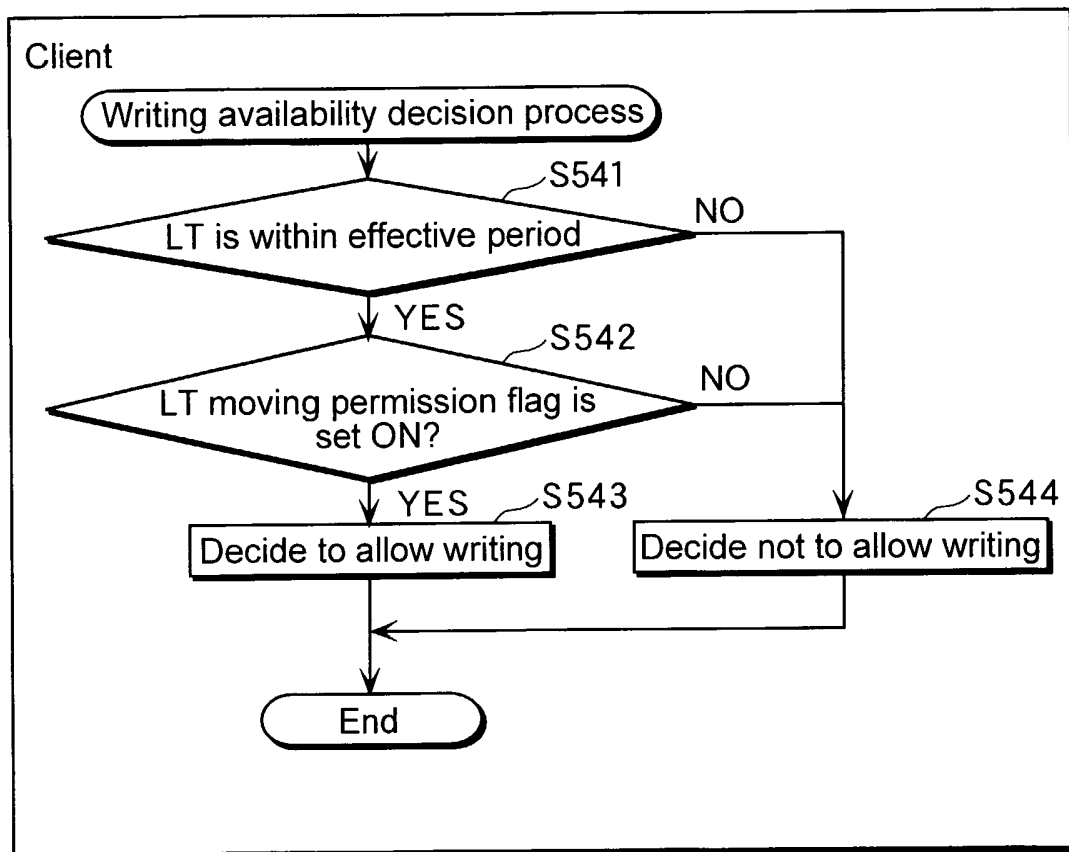 Client
Writing availability decision process
S541
LT is within effective period
NO
YES
S542
LT moving permission flag is
set ON?
NO
YES
S543
Decide to allow writing
S544
Decide not to allow writing
End